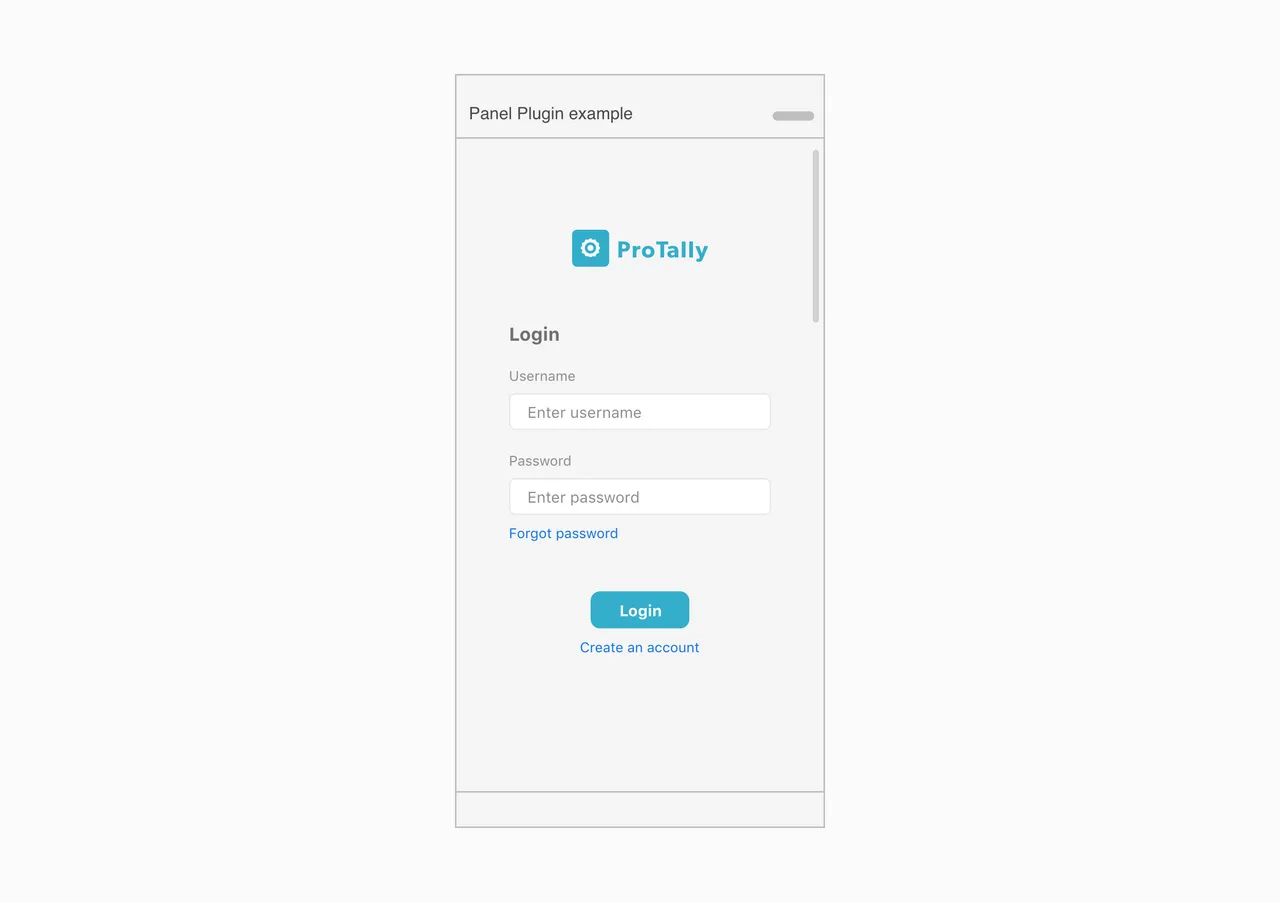 Panel Plugin example
ProTally
Login
Username
Enter username
Password
Enter password
Forgot password
Login
Create an account